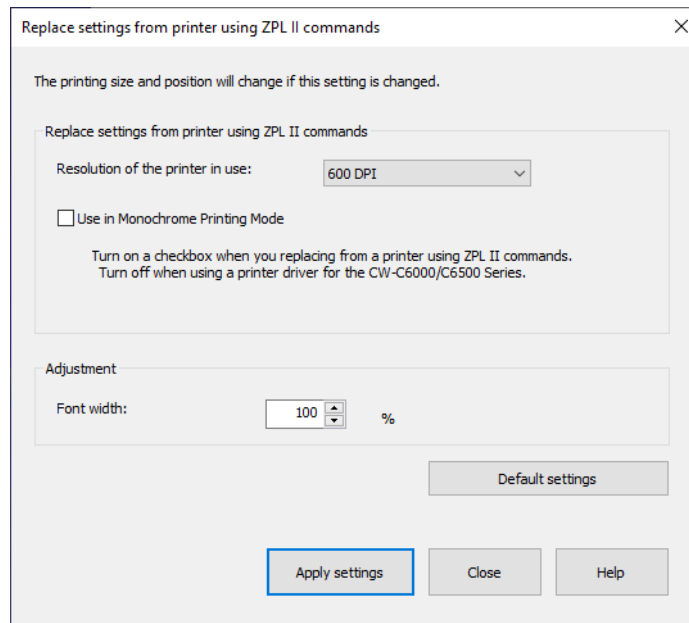 Replace settings from printer using ZPL II commands
The printing size and position will change if this setting is changed.
Replace settings from printer using ZPL II commands
Resolution of the printer in use: 600 DPI
Use in Monochrome Printing Mode
Turn on a checkbox when you replacing from a printer using ZPL II commands.
Turn off when using a printer driver for the CW-C6000/C6500 Series.
Adjustment
Font width: 100 %
Default settings
Apply settings Close Help